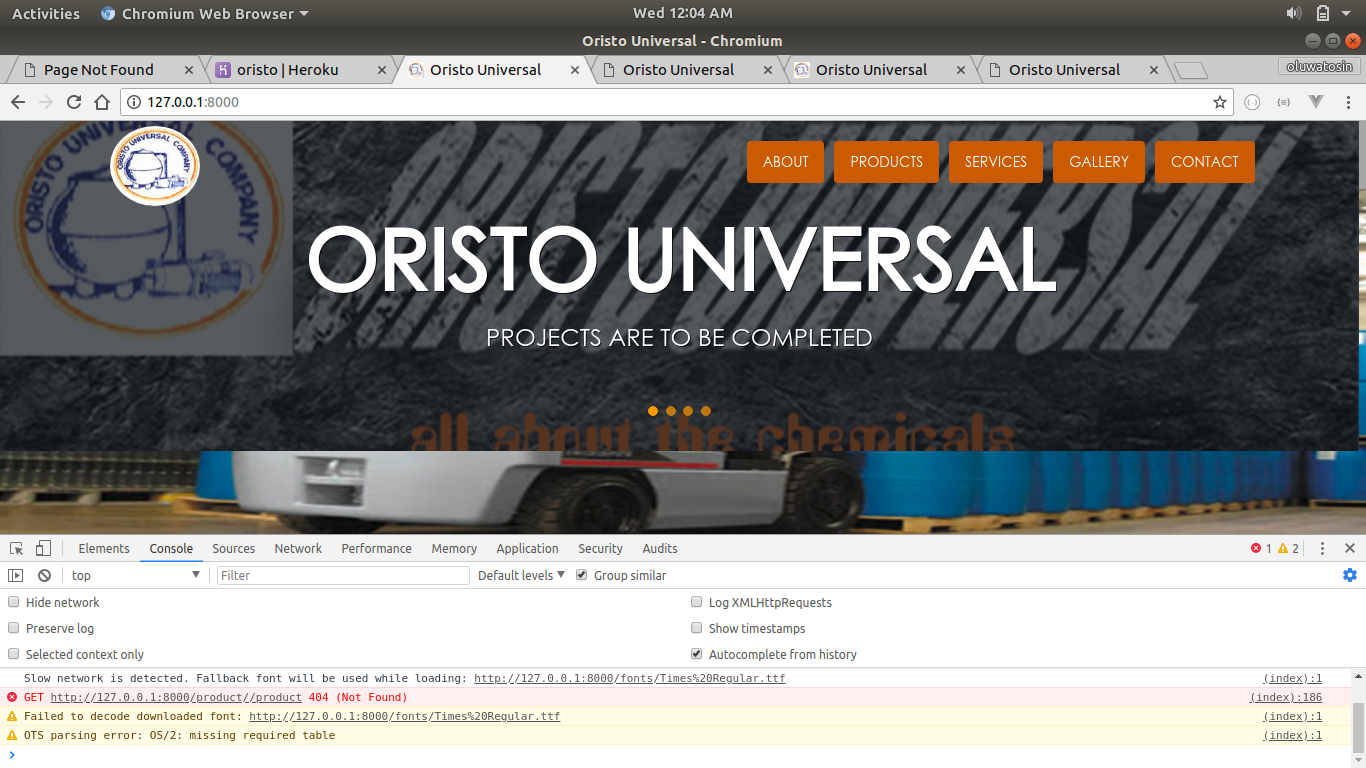 Activities Chromium Web Browser Wed 12:04 AM
Oristo Universal - Chromium
Page Not Found oristo | Heroku Oristo Universal Oristo Universal Oristo Universal Oristo Universal oluwatosin
127.0.0.1:8000
ORISTO UNIVERSAL COMPANY
ORISTO UNIVERSAL COMPANY
ABOUT PRODUCTS SERVICES GALLERY CONTACT
ORISTO UNIVERSAL
ORISTO UNIVERSAL
PROJECTS ARE TO BE COMPLETED
all about the chemicals
Elements Console Sources Network Performance Memory Application Security Audits 1 2
top Filter Default levels Group similar
Hide network Log XMLHttpRequests
Preserve log Show timestamps
Selected context only Autocomplete from history
Slow network is detected. Fallback font will be used while loading: http://127.0.0.1:8000/fonts/Times%20Regular.ttf (index):1
GET http://127.0.0.1:8000/product//product 404 (Not Found) (index):186
Failed to decode downloaded font: http://127.0.0.1:8000/fonts/Times%20Regular.ttf (index):1
OTS parsing error: OS/2: missing required table (index):1